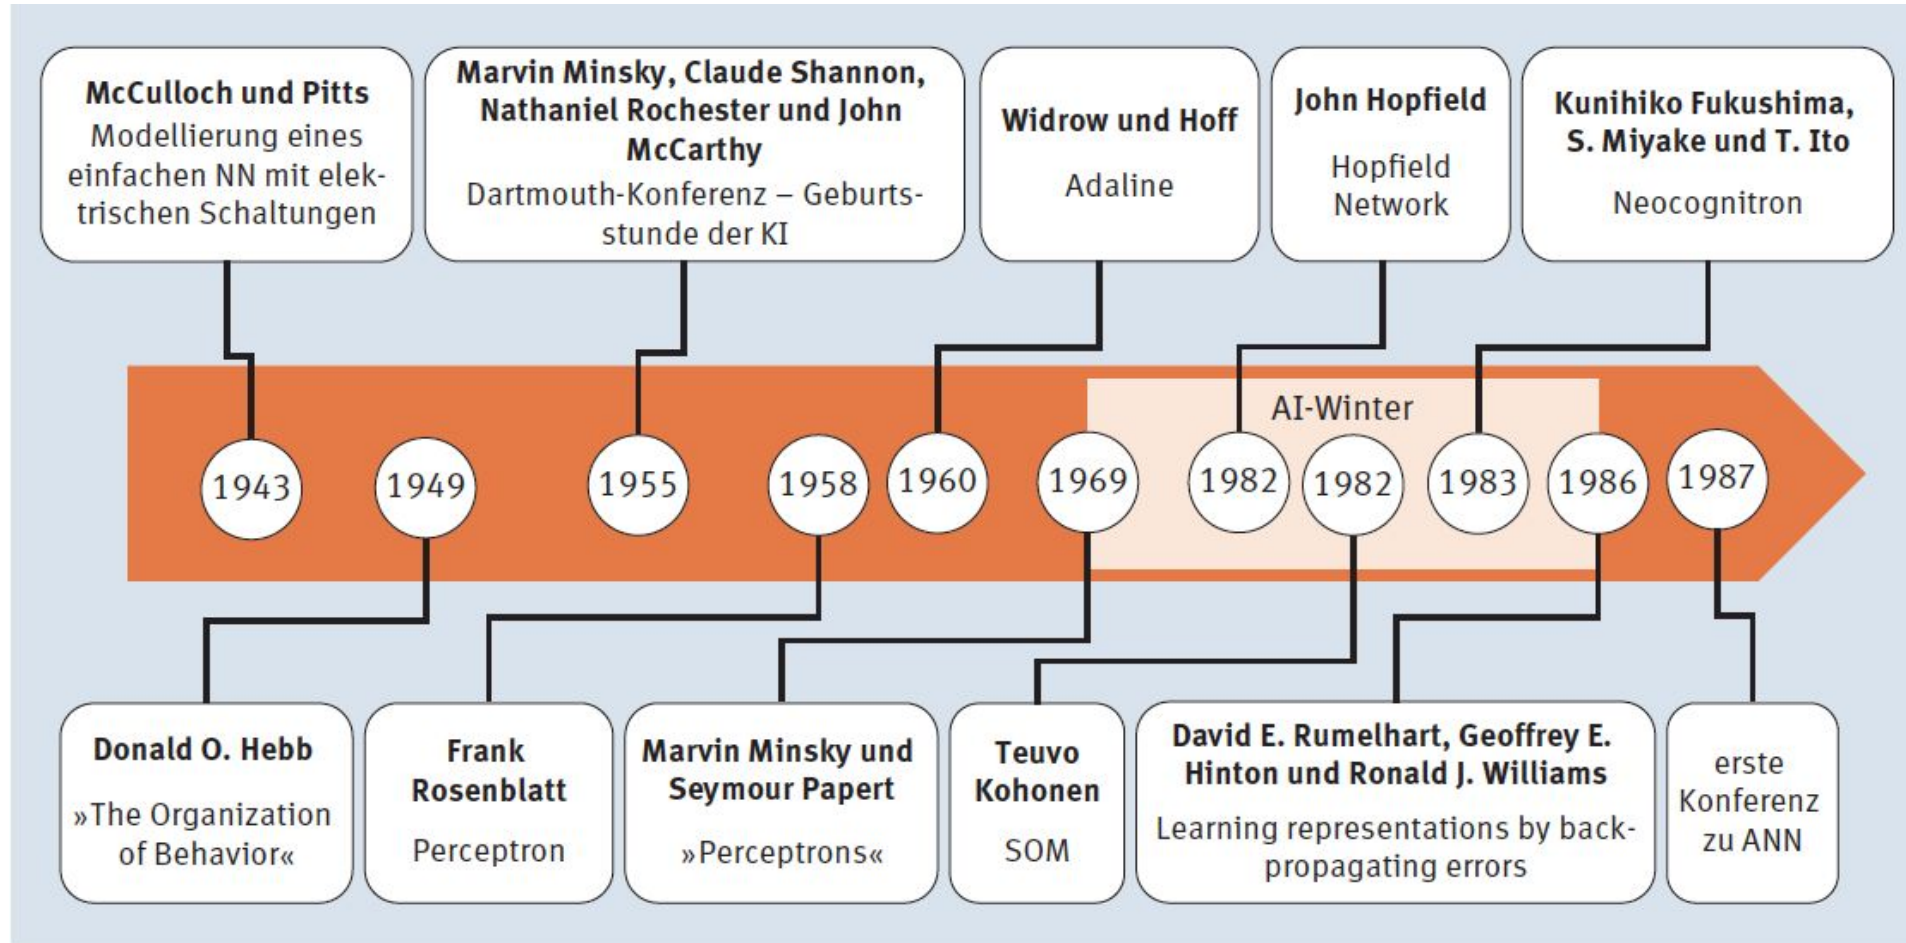 McCulloch und Pitts
Modellierung eines
einfachen NN mit elek-
trischen Schaltungen
Marvin Minsky, Claude Shannon,
Nathaniel Rochester und John
McCarthy
Dartmouth-Konferenz – Geburts-
stunde der KI
Widrow und Hoff
Adaline
John Hopfield
Hopfield
Network
Kunihiko Fukushima,
S. Miyake und T. Ito
Neocognitron
AI-Winter
1943
1949
1955
1958
1960
1969
1982
1982
1983
1986
1987
Donald O. Hebb
»The Organization
of Behavior«
Frank
Rosenblatt
Perceptron
Marvin Minsky und
Seymour Papert
»Perceptrons«
Teuvo
Kohonen
SOM
David E. Rumelhart, Geoffrey E.
Hinton und Ronald J. Williams
Learning representations by back-
propagating errors
erste
Konferenz
zu ANN